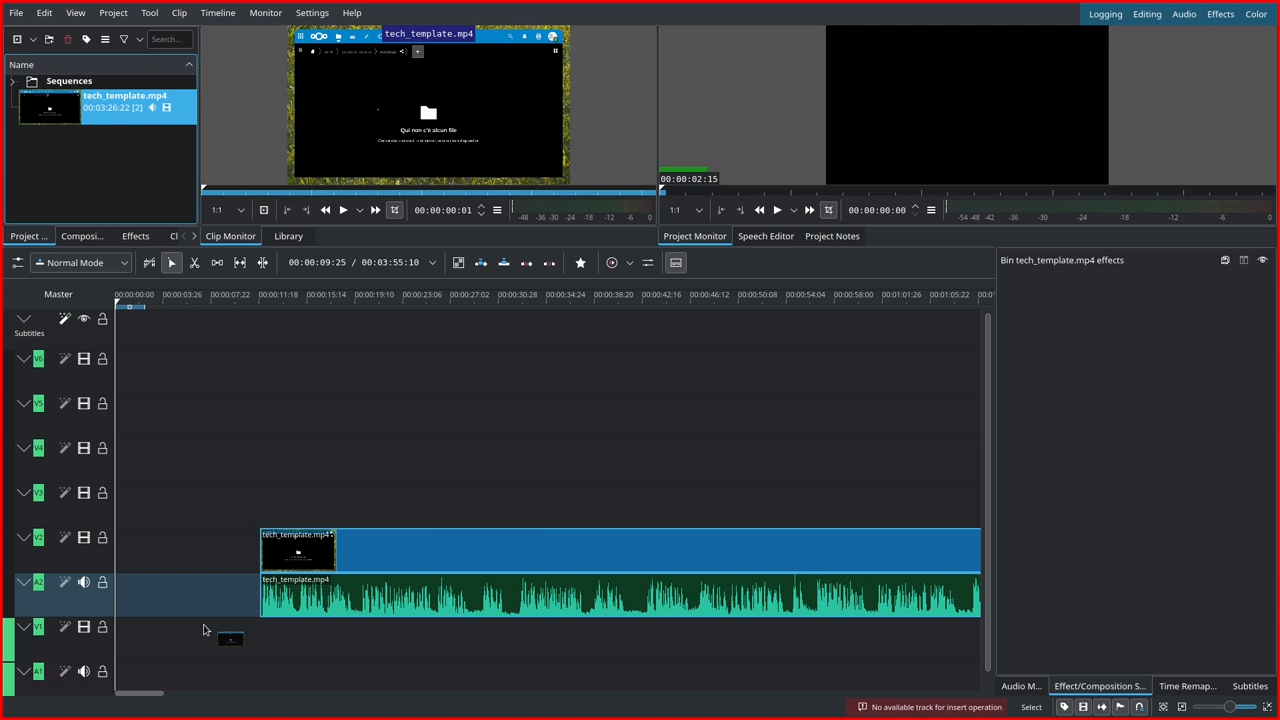 File Edit View Project Tool Clip Timeline Monitor Settings Help
Logging Editing Audio Effects Color
Search...
Name
Sequences
tech_template.mp4
00:03:26:22 [2]
tech_template.mp4
Qui non c'è alcun file
00:00:02:15
1:1 00:00:00:01 -48 -36 -30 -24 -18 -12 -6 0
1:1 00:00:00:00 -54 -48 -42 -36 -30 -24 -18 -12 -6 0
Project ... Composi... Effects Cl Clip Monitor Library Project Monitor Speech Editor Project Notes
Normal Mode 00:00:09:25 / 00:03:55:10
Bin tech_template.mp4 effects
Master 00:00:00:00 00:00:03:26 00:00:07:22 00:00:11:18 00:00:15:14 00:00:19:10 00:00:23:06 00:00:27:02 00:00:30:28 00:00:34:24 00:00:38:20 00:00:42:16 00:00:46:12 00:00:50:08 00:00:54:04 00:00:58:00 00:01:01:26 00:01:05:22 00:01
Subtitles
V6
V5
V4
V3
V2 tech_template.mp4
A2 tech_template.mp4
V1
A1
Audio M... Effect/Composition S... Time Remap... Subtitles
No available track for insert operation Select